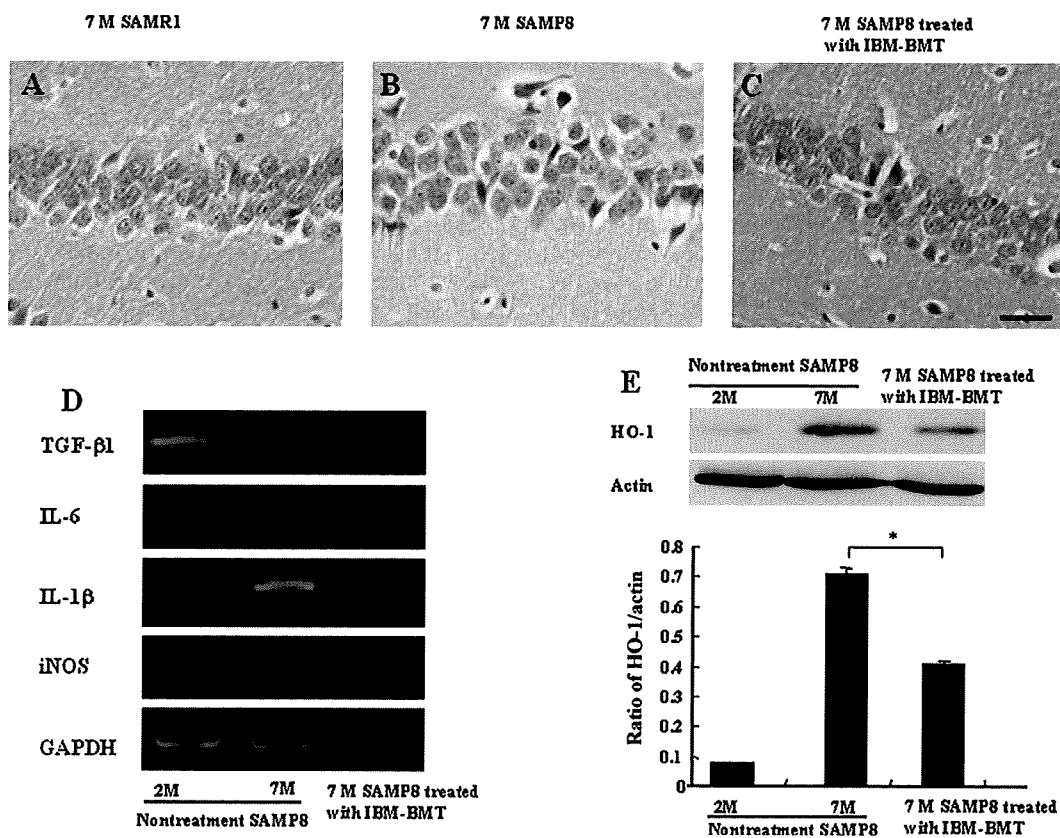 7 M SAMR1
7 M SAMP8
7 M SAMP8 treated
with IBM-BMT
A
B
C
D
TGF-β1
IL-6
IL-1β
iNOS
GAPDH
2M
7M
7 M SAMP8 treated
with IBM-BMT
Nontreatment SAMP8
E
Nontreatment SAMP8
2M
7M
7 M SAMP8 treated
with IBM-BMT
HO-1
Actin
*
Ratio of HO-1/actin
0.8
0.7
0.6
0.5
0.4
0.3
0.2
0.1
0
2M
7M
7 M SAMP8 treated
with IBM-BMT
Nontreatment SAMP8